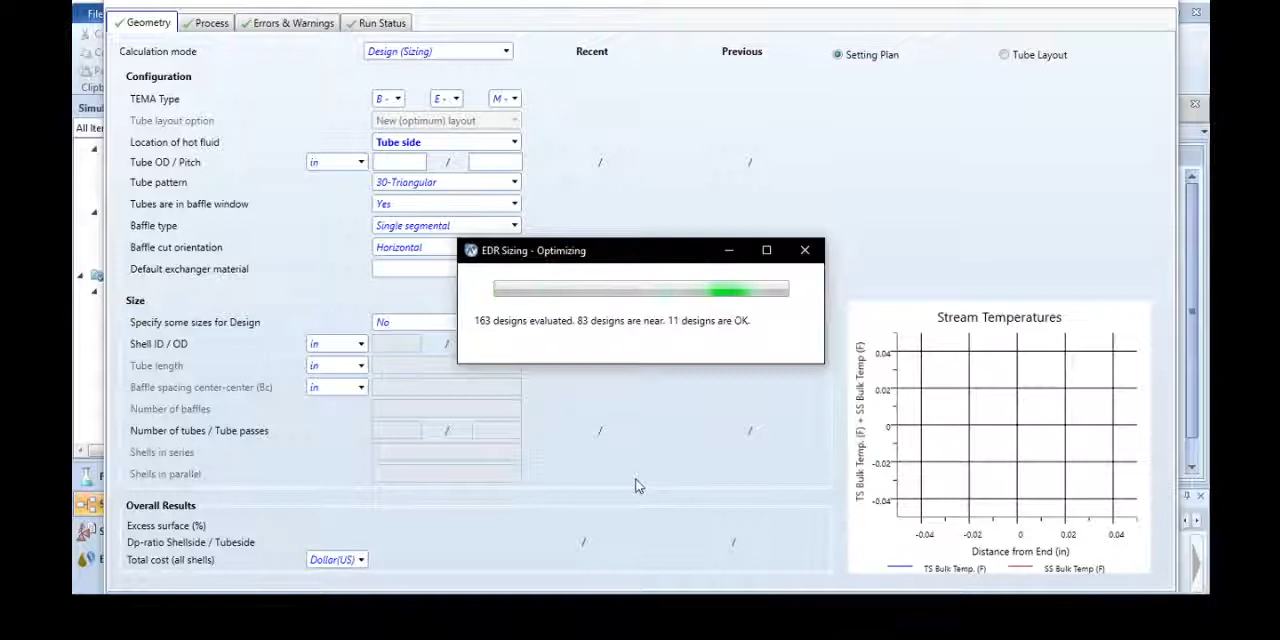 File
Geometry Process Errors & Warnings Run Status
Calculation mode Design (Sizing) Recent Previous Setting Plan Tube Layout
Configuration
Clipb
TEMA Type B - E - M -
Simul
Tube layout option New (optimum) layout
All Iter
Location of hot fluid Tube side
Tube OD / Pitch in / / /
Tube pattern 30-Triangular
Tubes are in baffle window Yes
Baffle type Single segmental
Baffle cut orientation Horizontal
Default exchanger material
EDR Sizing - Optimizing
163 designs evaluated. 83 designs are near. 11 designs are OK.
Size
Specify some sizes for Design No
Shell ID / OD in /
Tube length in
Baffle spacing center-center (Bc) in
Number of baffles
Number of tubes / Tube passes / / /
Shells in series
Shells in parallel
Overall Results
Excess surface (%)
Dp-ratio Shellside / Tubeside / /
Total cost (all shells) Dollar(US)
Stream Temperatures
TS Bulk Temp. (F) + SS Bulk Temp (F)
0.04
0.02
0
-0.02
-0.04
-0.04 -0.02 0 0.02 0.04
Distance from End (in)
TS Bulk Temp. (F) SS Bulk Temp (F)